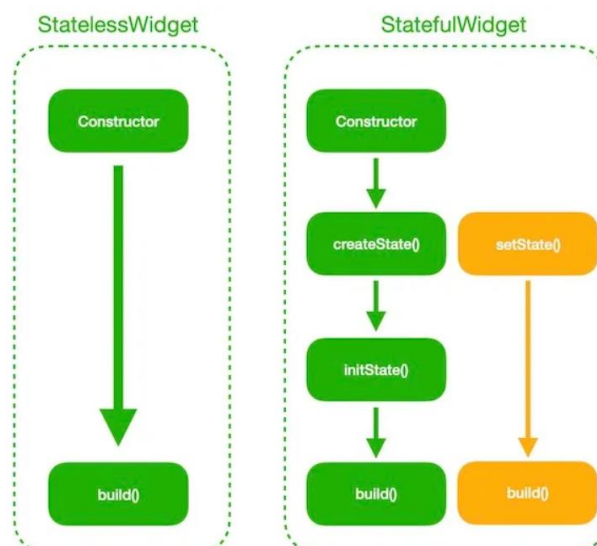 StatelessWidget
Constructor
build()
StatefulWidget
Constructor
createState()
initState()
build()
setState()
build()